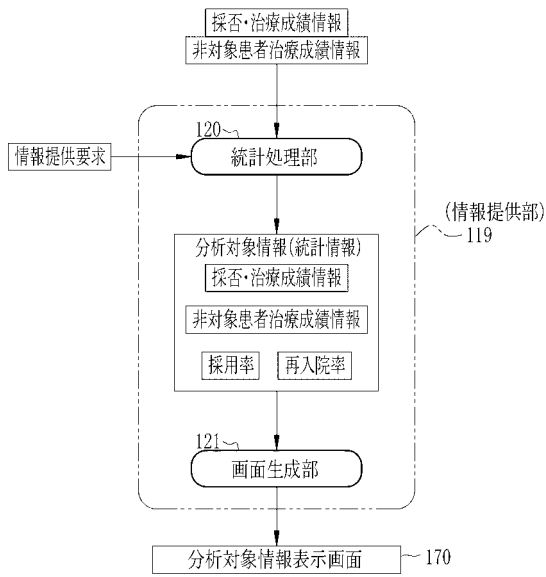 採否・治療成績情報
非対象患者治療成績情報
120
情報提供要求
統計処理部
(情報提供部)
119
分析対象情報(統計情報)
採否・治療成績情報
非対象患者治療成績情報
採用率
再入院率
121
画面生成部
分析対象情報表示画面
170